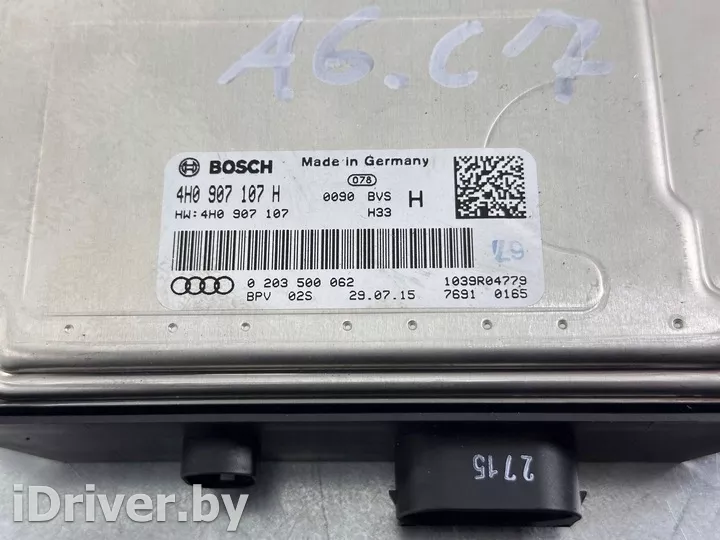 A6.C7
BOSCH Made in Germany
078
4H0 907 107 H 0090 BVS H
HW:4H0 907 107 H33
67
0 203 500 062 1039R04779
BPV 02S 29.07.15 7691 0165
2715
iDriver.by